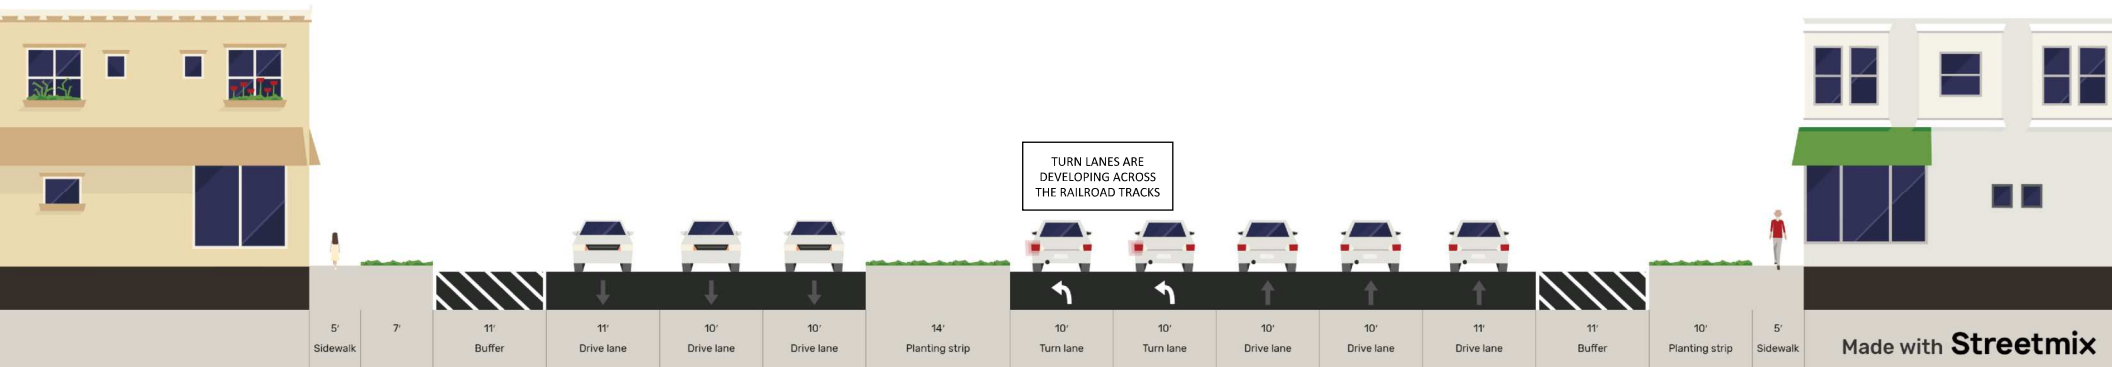 TURN LANES ARE
DEVELOPING ACROSS
THE RAILROAD TRACKS
5' 7' 11' 11' 10' 10' 14' 10' 10' 10' 10' 11' 11' 10' 5'
Sidewalk Buffer Drive lane Drive lane Drive lane Planting strip Turn lane Turn lane Drive lane Drive lane Drive lane Buffer Planting strip Sidewalk
Made with Streetmix